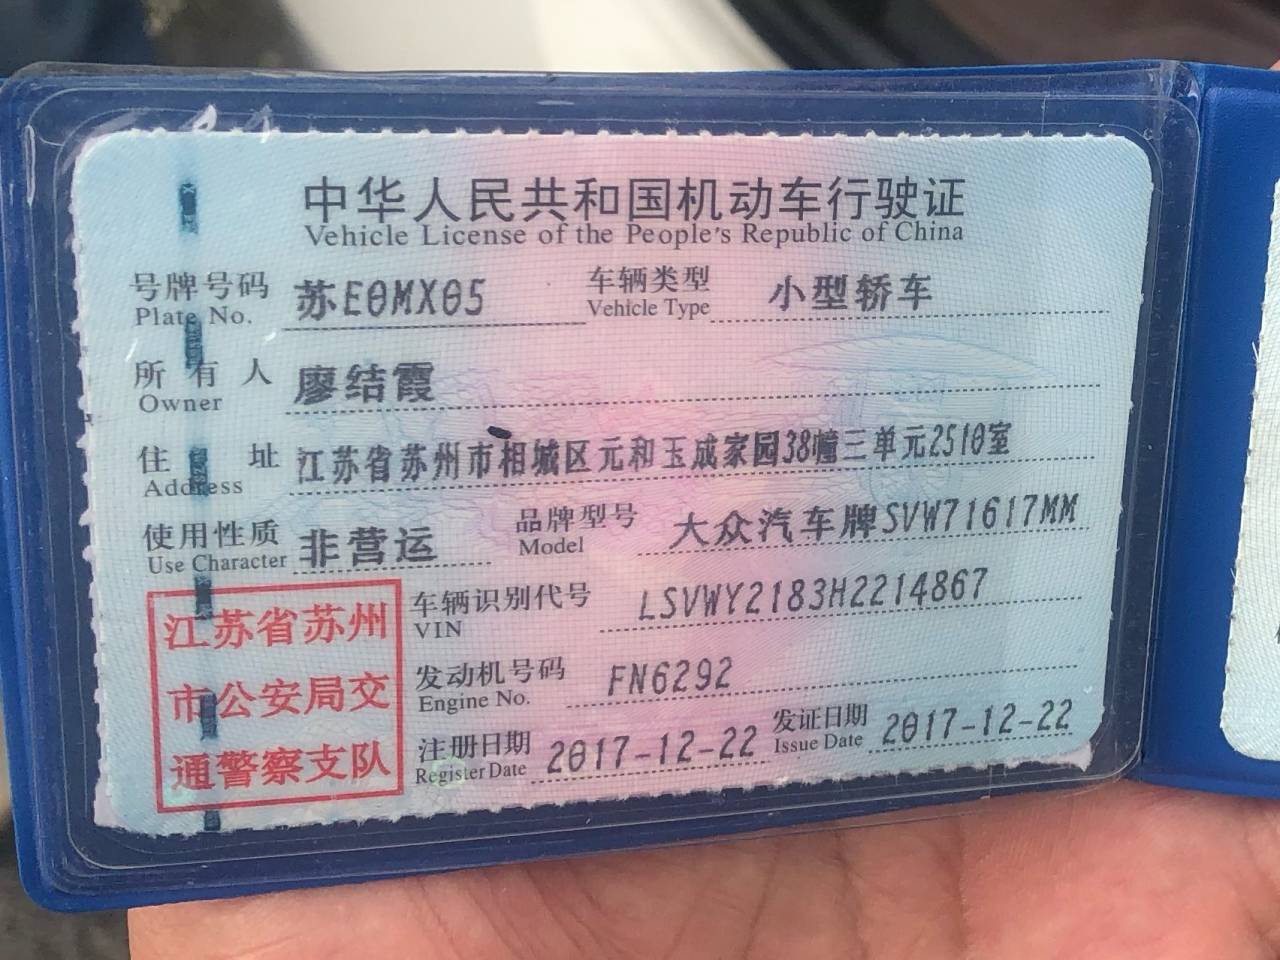 中华人民共和国机动车行驶证
Vehicle License of the People's Republic of China
号牌号码 苏E0MX05 车辆类型 小型轿车
Plate No. Vehicle Type
所有人 廖结霞
Owner
住址 江苏省苏州市相城区元和玉成家园38幢三单元2510室
Address
使用性质 非营运 品牌型号 大众汽车牌SVW71617MM
Use Character Model
江苏省苏州
市公安局交
通警察支队
车辆识别代号 LSVWY2183H2214867
VIN
发动机号码 FN6292
Engine No.
注册日期 2017-12-22 发证日期 2017-12-22
Register Date Issue Date